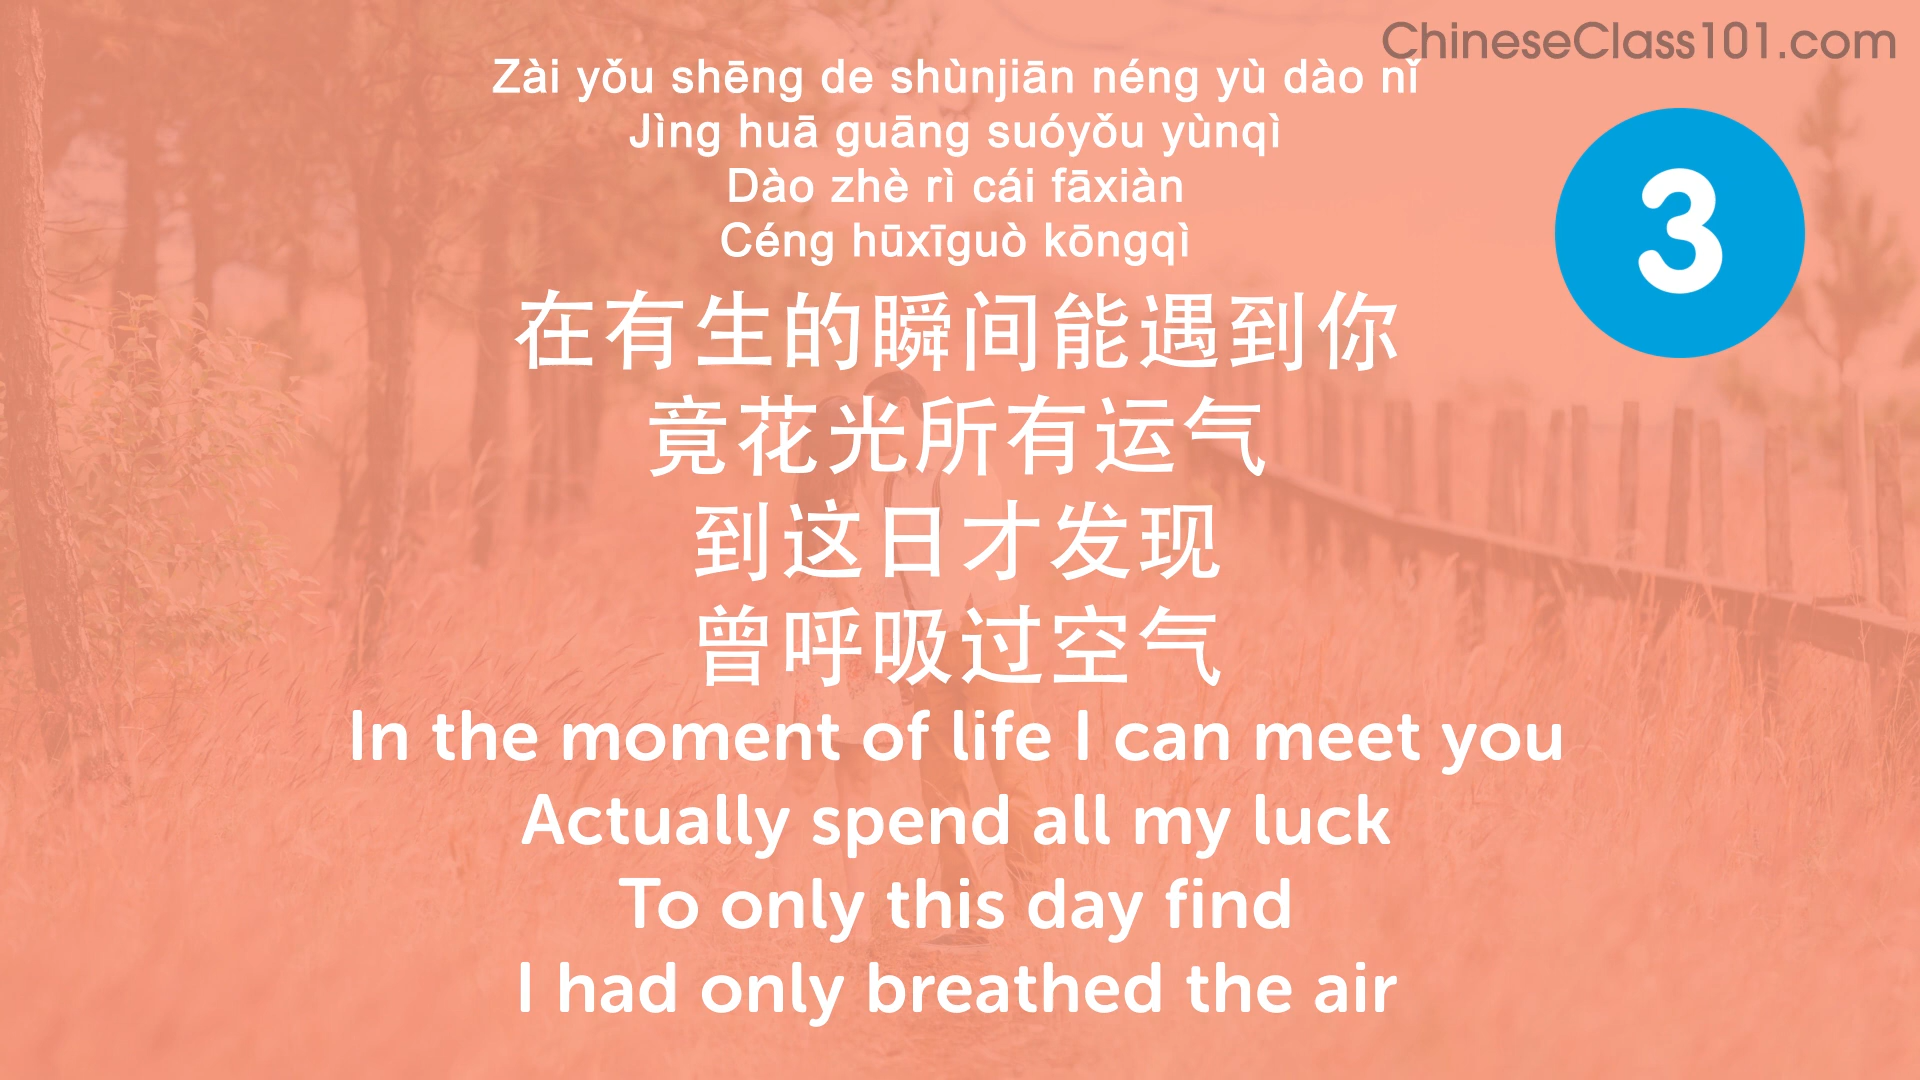 ChineseClass101.com
Zài yǒu shēng de shùnjiān néng yù dào nǐ
Jìng huā guāng suóyǒu yùnqì
Dào zhè rì cái fāxiàn
Céng hūxīguò kōngqì
3
在有生的瞬间能遇到你
竟花光所有运气
到这日才发现
曾呼吸过空气
In the moment of life I can meet you
Actually spend all my luck
To only this day find
I had only breathed the air